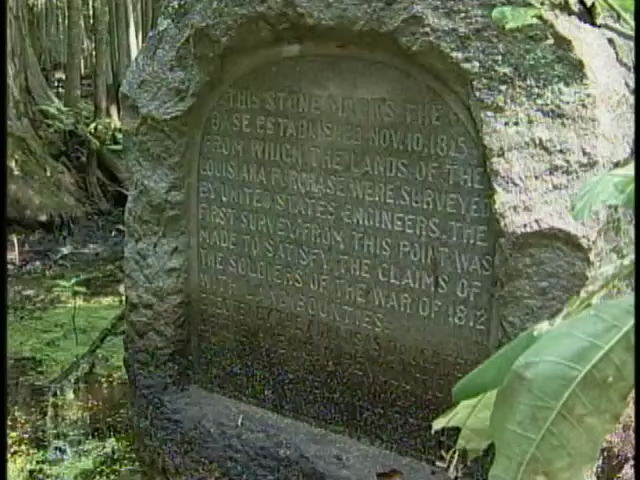 THIS STONE MARKS THE
BASE ESTABLISHED NOV. 10, 1815
FROM WHICH THE LANDS OF THE
LOUISIANA PURCHASE WERE SURVEYED
BY UNITED STATES ENGINEERS. THE
FIRST SURVEY FROM THIS POINT WAS
MADE TO SATISFY THE CLAIMS OF
THE SOLDIERS OF THE WAR OF 1812
WITH LAND BOUNTIES.